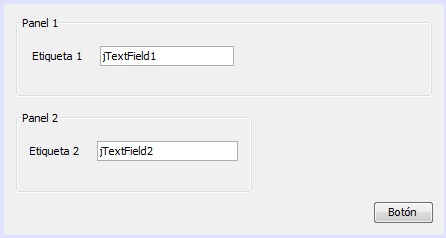 Panel 1
Etiqueta 1 jTextField1
Panel 2
Etiqueta 2 jTextField2
Botón